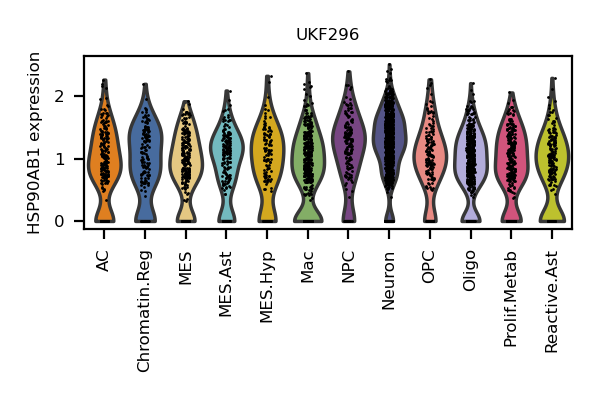 UKF296
HSP90AB1 expression
2
1
0
AC
Chromatin.Reg
MES
MES.Ast
MES.Hyp
Mac
NPC
Neuron
OPC
Oligo
Prolif.Metab
Reactive.Ast